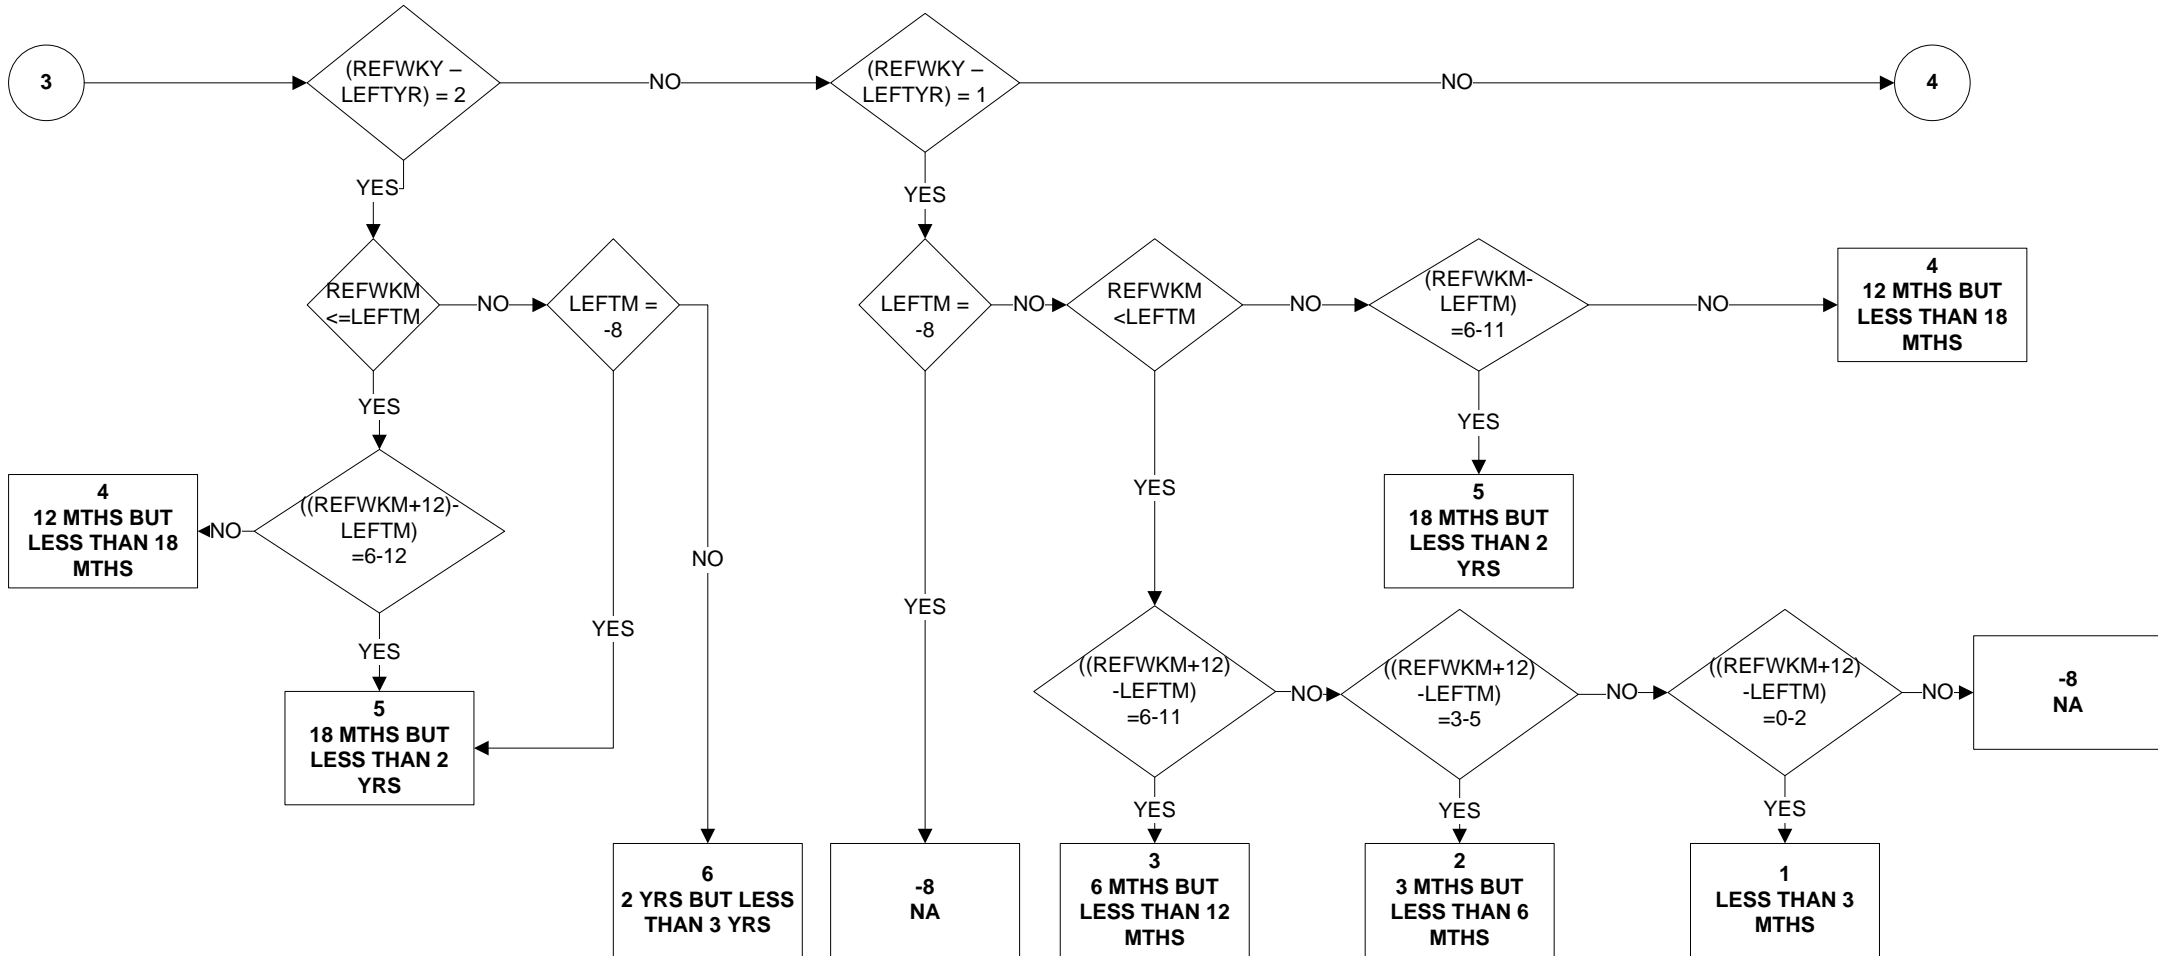 3
(REFWKY –
LEFTYR) = 2
NO
(REFWKY –
LEFTYR) = 1
NO
4
YES
YES
REFWKM
<=LEFTM
NO
LEFTM =
-8
LEFTM =
-8
NO
REFWKM
<LEFTM
NO
(REFWKM-
LEFTM)
=6-11
NO
4
12 MTHS BUT
LESS THAN 18
MTHS
YES
YES
4
12 MTHS BUT
LESS THAN 18
MTHS
NO
((REFWKM+12)-
LEFTM)
=6-12
NO
YES
5
18 MTHS BUT
LESS THAN 2
YRS
YES
YES
YES
5
18 MTHS BUT
LESS THAN 2
YRS
((REFWKM+12)
-LEFTM)
=6-11
NO
((REFWKM+12)
-LEFTM)
=3-5
NO
((REFWKM+12)
-LEFTM)
=0-2
NO
-8
NA
YES
YES
YES
6
2 YRS BUT LESS
THAN 3 YRS
-8
NA
3
6 MTHS BUT
LESS THAN 12
MTHS
2
3 MTHS BUT
LESS THAN 6
MTHS
1
LESS THAN 3
MTHS